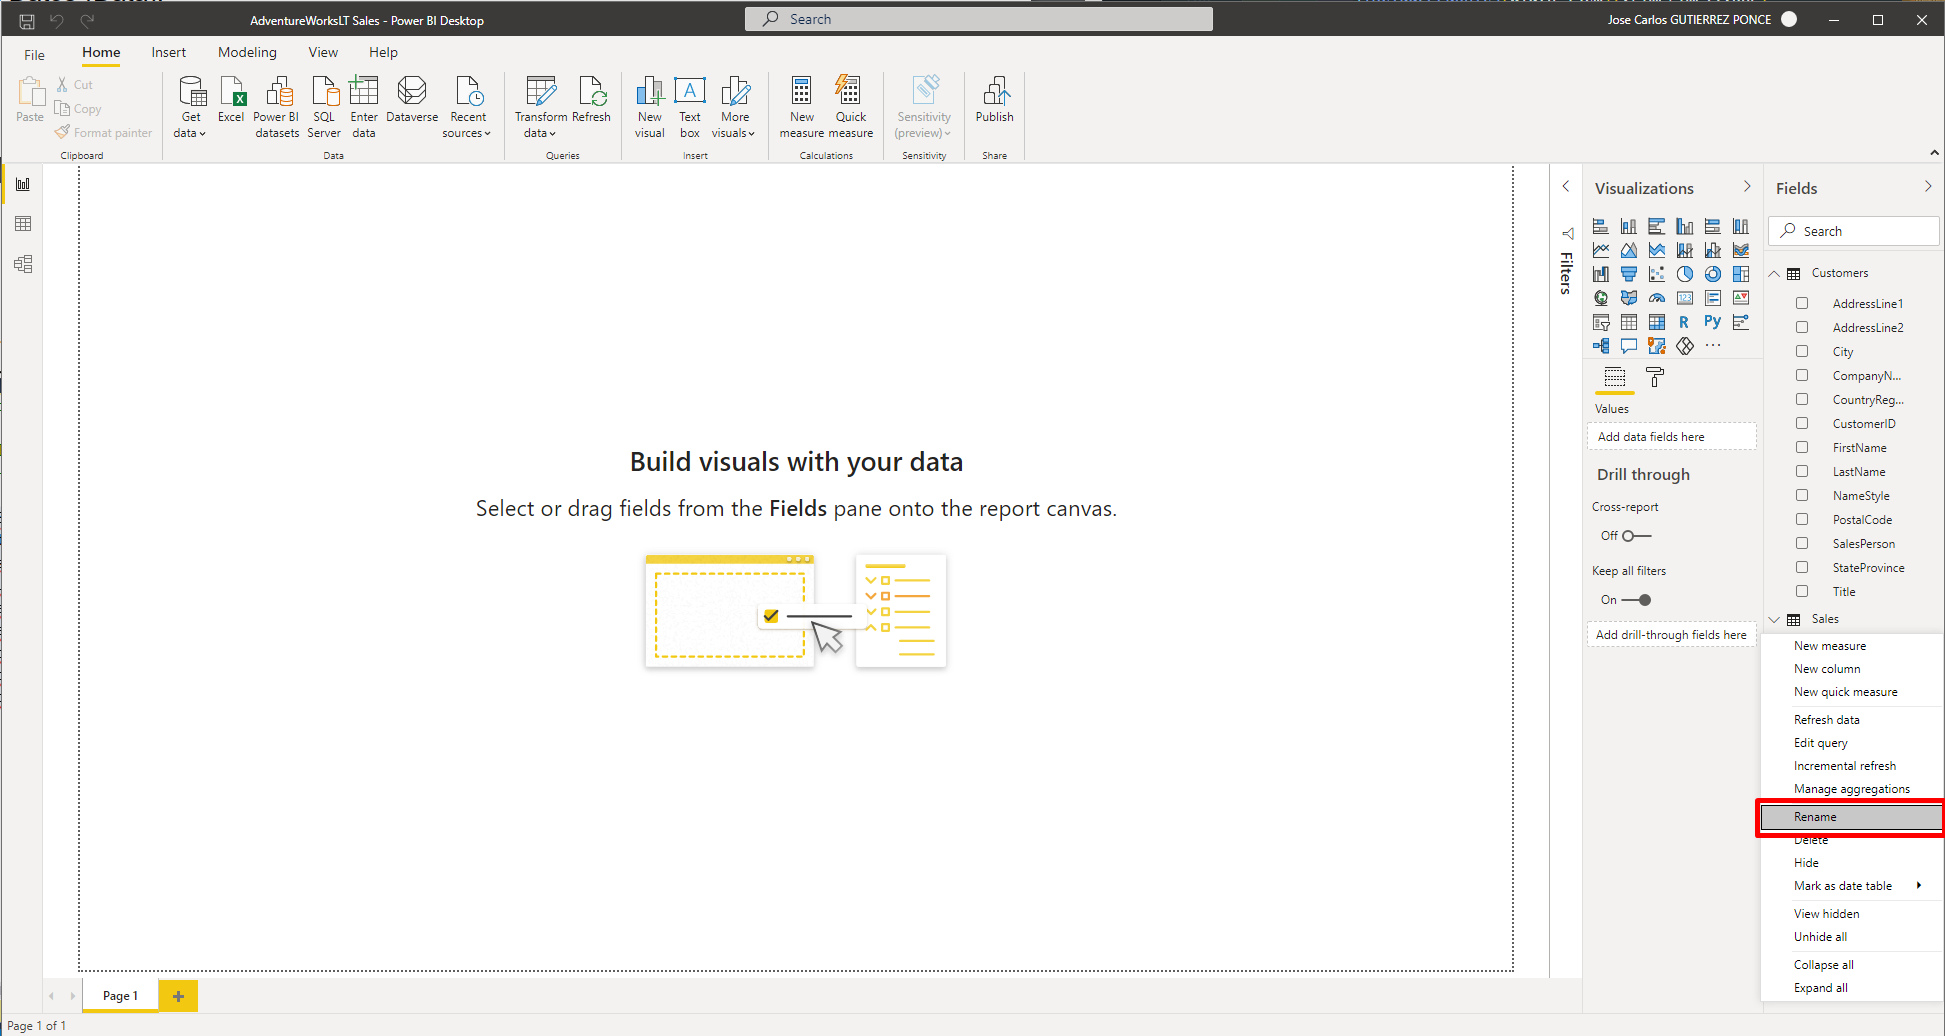 AdventureWorksLT Sales - Power BI Desktop
Search
Jose Carlos GUTIERREZ PONCE
File
Home
Insert
Modeling
View
Help
Paste
Cut
Copy
Format painter
Clipboard
Get data
Excel
Power BI datasets
SQL Server
Enter data
Dataverse
Recent sources
Data
Transform data
Refresh
Queries
New visual
Text box
More visuals
Insert
New measure
Quick measure
Calculations
Sensitivity (preview)
Sensitivity
Publish
Share
Build visuals with your data
Select or drag fields from the Fields pane onto the report canvas.
Filters
Visualizations
R
Py
123
Values
Add data fields here
Drill through
Cross-report
Off
Keep all filters
On
Add drill-through fields here
Fields
Search
Customers
AddressLine1
AddressLine2
City
CompanyN...
CountryReg...
CustomerID
FirstName
LastName
NameStyle
PostalCode
SalesPerson
StateProvince
Title
Sales
New measure
New column
New quick measure
Refresh data
Edit query
Incremental refresh
Manage aggregations
Rename
Delete
Hide
Mark as date table
View hidden
Unhide all
Collapse all
Expand all
Page 1
Page 1 of 1